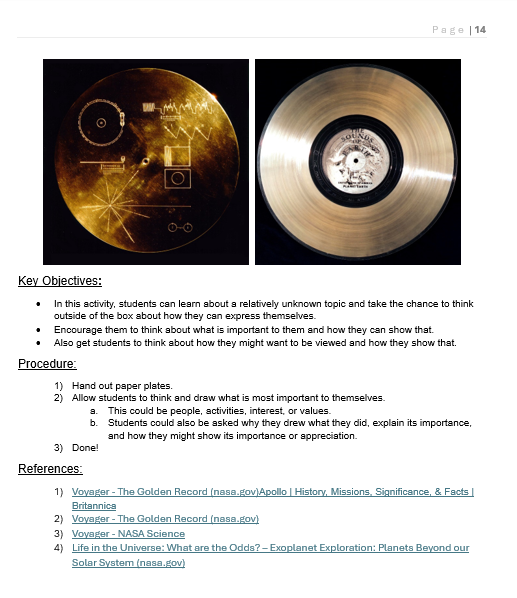 Page | 14
THE
SOUNDS
OF
EARTH
PLANET EARTH
Key Objectives:
• In this activity, students can learn about a relatively unknown topic and take the chance to think
outside of the box about how they can express themselves.
• Encourage them to think about what is important to them and how they can show that.
• Also get students to think about how they might want to be viewed and how they show that.
Procedure:
1) Hand out paper plates.
2) Allow students to think and draw what is most important to themselves.
a. This could be people, activities, interest, or values.
b. Students could also be asked why they drew what they did, explain its importance,
and how they might show its importance or appreciation.
3) Done!
References:
1) Voyager - The Golden Record (nasa.gov)Apollo | History, Missions, Significance, & Facts |
Britannica
2) Voyager - The Golden Record (nasa.gov)
3) Voyager - NASA Science
4) Life in the Universe: What are the Odds? – Exoplanet Exploration: Planets Beyond our
Solar System (nasa.gov)